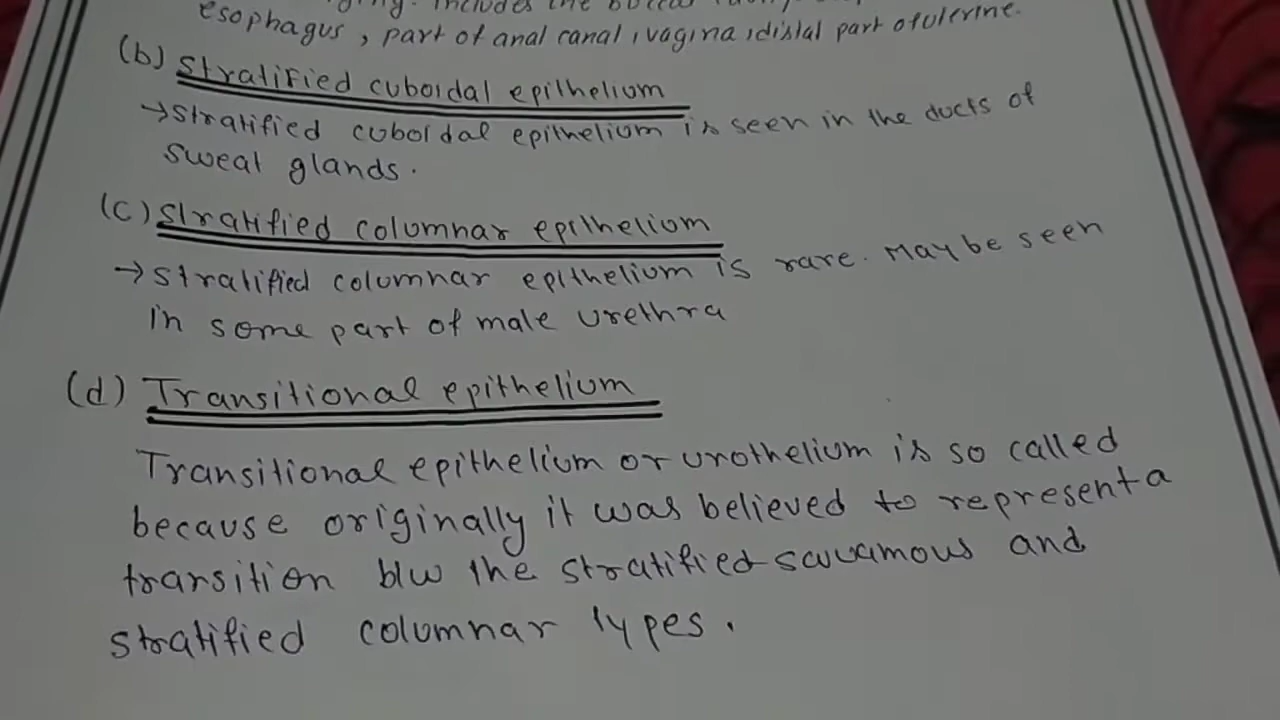 Includes the
esophagus, part of anal canal, vagina, distal part of uterine.
(b) Stratified cuboidal epithelium
→ Stratified cuboidal epithelium is seen in the ducts of
sweat glands.
(c) Stratified columnar epithelium
→ Stratified columnar epithelium is rare. May be seen
in some part of male urethra
(d) Transitional epithelium
Transitional epithelium or urothelium is so called
because originally it was believed to represent a
transition b/w the stratified squamous and
stratified columnar types.